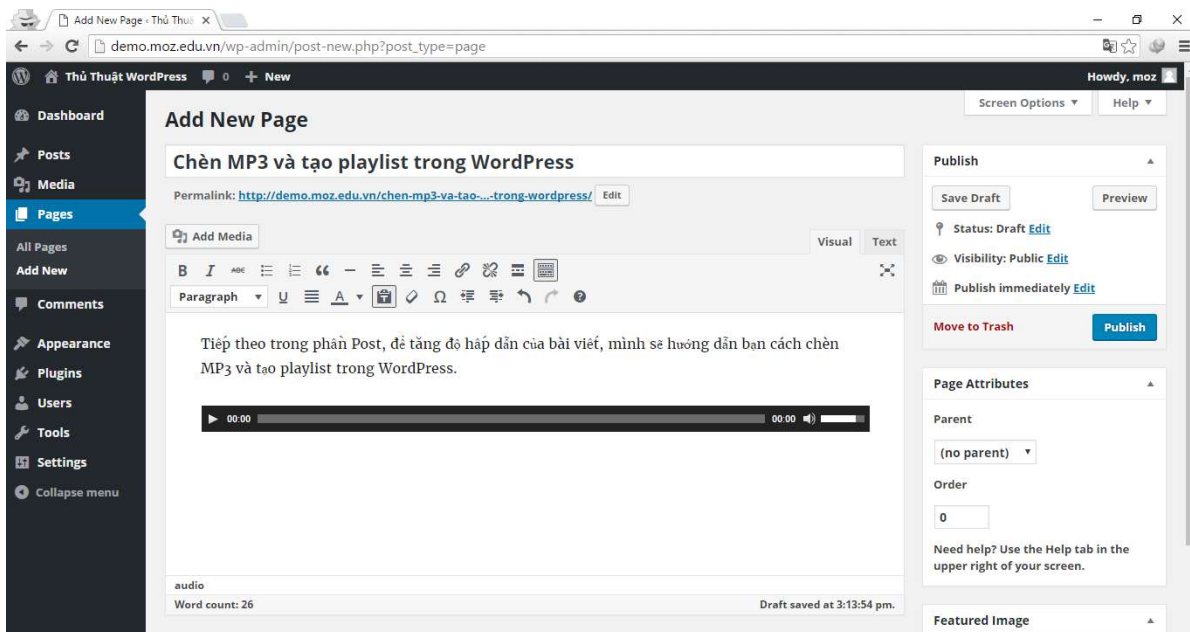 Add New Page ‹ Thủ Thuậ
demo.moz.edu.vn/wp-admin/post-new.php?post_type=page
Thủ Thuật WordPress 0 + New Howdy, moz
Screen Options ▼ Help ▼
Dashboard
Posts
Media
Pages
All Pages
Add New
Comments
Appearance
Plugins
Users
Tools
Settings
Collapse menu
Add New Page
Chèn MP3 và tạo playlist trong WordPress
Permalink: http://demo.moz.edu.vn/chen-mp3-va-tao-...-trong-wordpress/ Edit
Add Media
Visual Text
B I ABC
Paragraph U A Ω
Tiếp theo trong phần Post, để tăng độ hấp dẫn của bài viết, mình sẽ hướng dẫn bạn cách chèn
MP3 và tạo playlist trong WordPress.
00:00 00:00
audio
Word count: 26 Draft saved at 3:13:54 pm.
Publish
Save Draft Preview
Status: Draft Edit
Visibility: Public Edit
Publish immediately Edit
Move to Trash Publish
Page Attributes
Parent
(no parent)
Order
0
Need help? Use the Help tab in the
upper right of your screen.
Featured Image